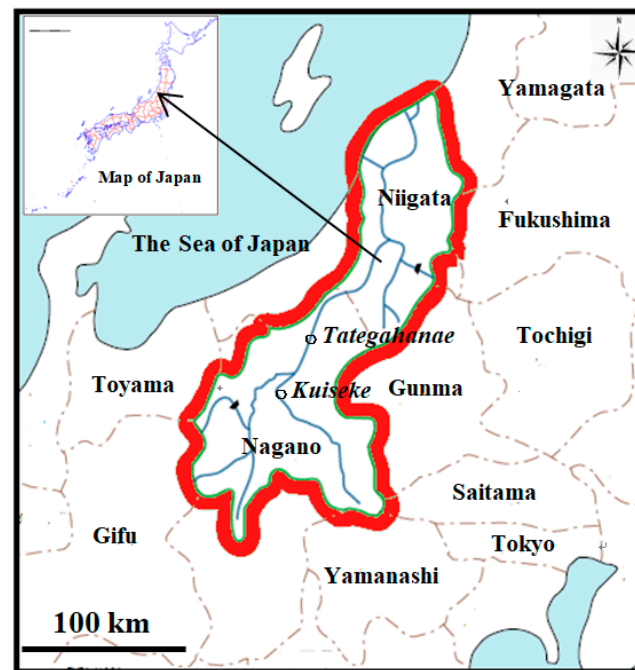 N
Yamagata
Map of Japan
Niigata
Fukushima
The Sea of Japan
Tategahanae
Tochigi
Toyama
Kuiseke
Gunma
Nagano
Saitama
Gifu
Tokyo
Yamanashi
100 km